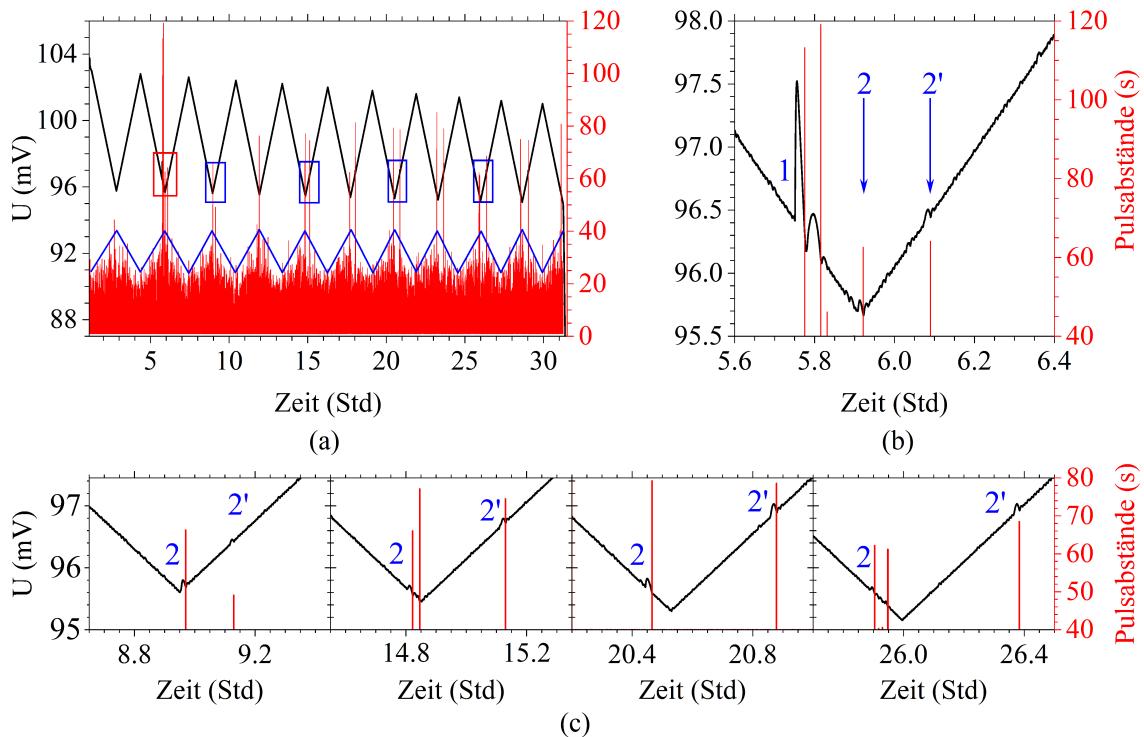 104
100
96
92
88
U (mV)
120
100
80
60
40
20
0
5 10 15 20 25 30
Zeit (Std)
(a)
98.0
97.5
97.0
96.5
96.0
95.5
1
2 2'
120
100
80
60
40
Pulsabstände (s)
5.6 5.8 6.0 6.2 6.4
Zeit (Std)
(b)
97
96
95
U (mV)
2 2'
2 2'
2 2'
2 2'
80
70
60
50
40
Pulsabstände (s)
8.8 9.2 14.8 15.2 20.4 20.8 26.0 26.4
Zeit (Std) Zeit (Std) Zeit (Std) Zeit (Std)
(c)